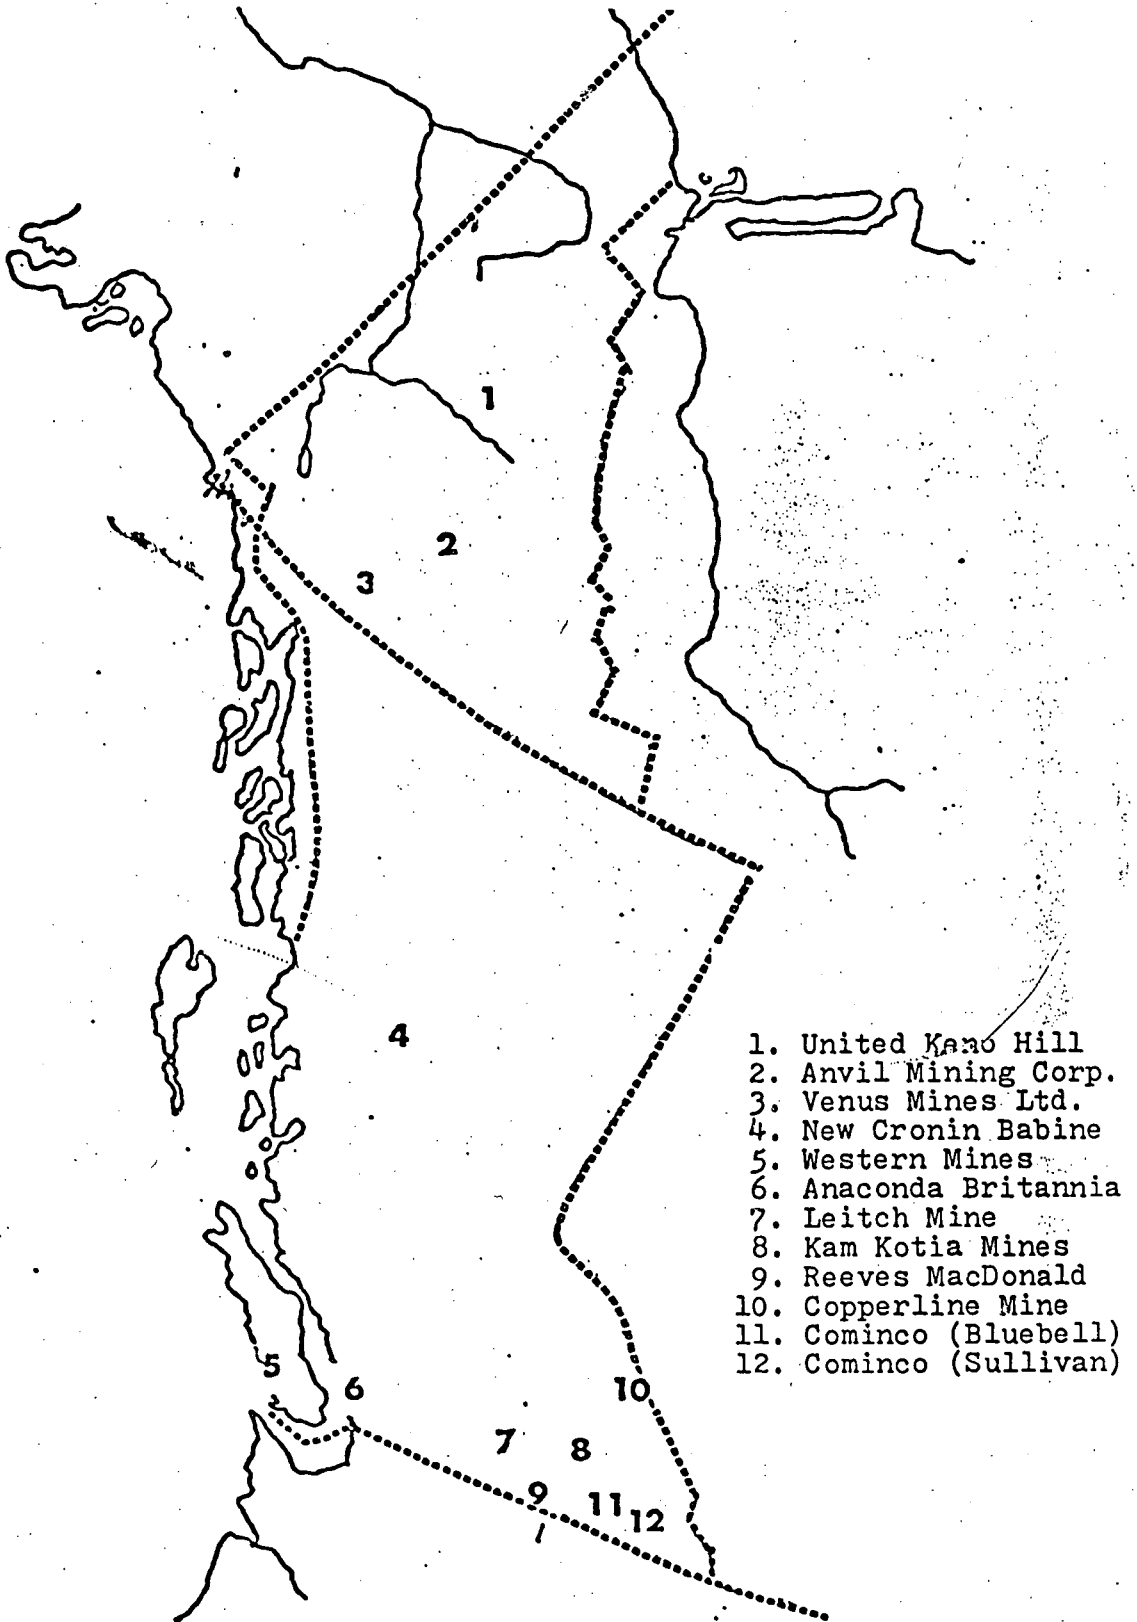 1
2
3
4
1. United Keno Hill
2. Anvil Mining Corp.
3. Venus Mines Ltd.
4. New Cronin Babine
5. Western Mines
6. Anaconda Britannia
7. Leitch Mine
8. Kam Kotia Mines
9. Reeves MacDonald
10. Copperline Mine
11. Cominco (Bluebell)
12. Cominco (Sullivan)
5
6
10
7
8
9
11
12